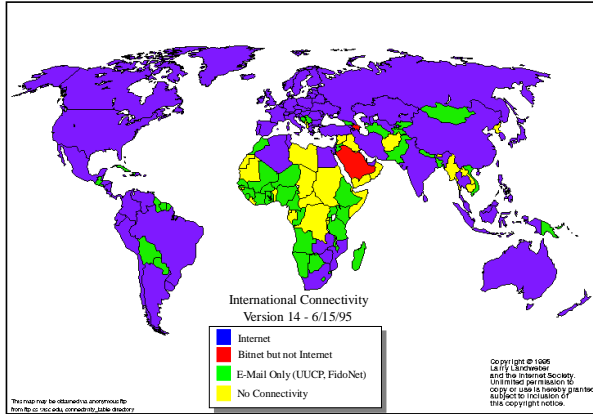 International Connectivity
Version 14 - 6/15/95
Internet
Bitnet but not Internet
E-Mail Only (UUCP, FidoNet)
No Connectivity
Copyright © 1995
Larry Landweber
and the Internet Society.
Unlimited permission to
copy or use is hereby granted
subject to inclusion of
this copyright notice.
This map may be obtained via anonymous ftp
from ftp.cs.wisc.edu, connectivity_table directory